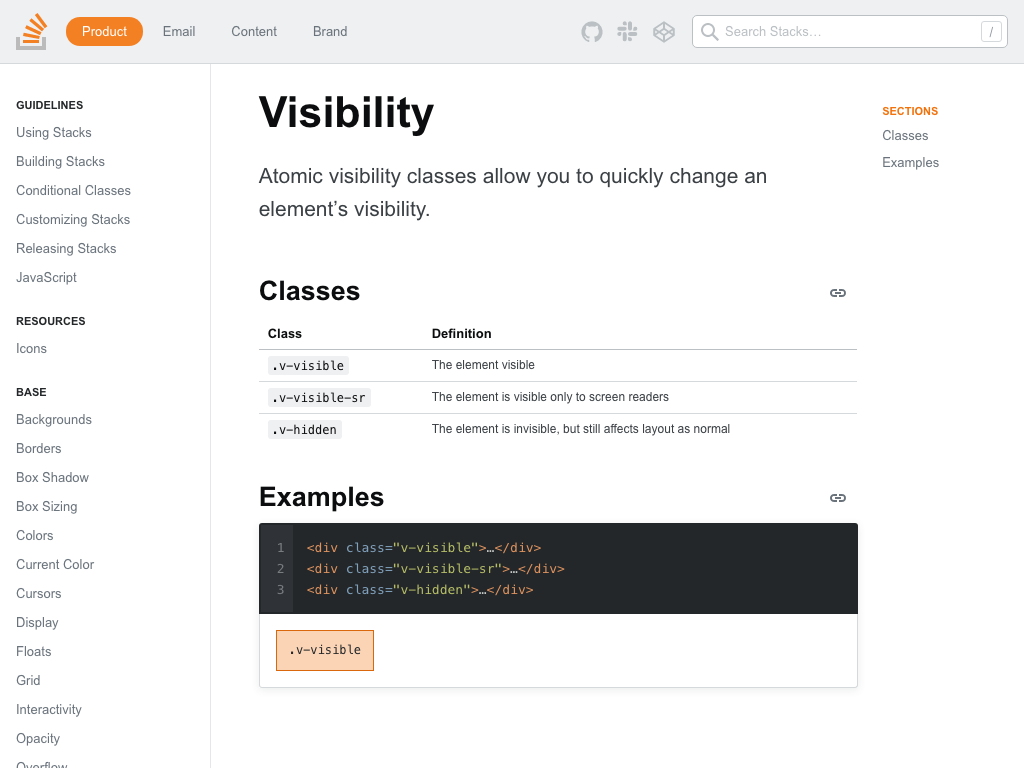 Product
Email
Content
Brand
Search Stacks…
/
GUIDELINES
Using Stacks
Building Stacks
Conditional Classes
Customizing Stacks
Releasing Stacks
JavaScript
RESOURCES
Icons
BASE
Backgrounds
Borders
Box Shadow
Box Sizing
Colors
Current Color
Cursors
Display
Floats
Grid
Interactivity
Opacity
Overflow
Visibility
Atomic visibility classes allow you to quickly change an
element’s visibility.
Classes
Class Definition
.v-visible The element visible
.v-visible-sr The element is visible only to screen readers
.v-hidden The element is invisible, but still affects layout as normal
Examples
1 <div class="v-visible">…</div>
2 <div class="v-visible-sr">…</div>
3 <div class="v-hidden">…</div>
.v-visible
SECTIONS
Classes
Examples